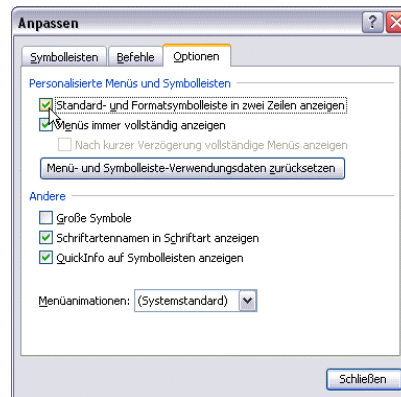 Anpassen
Symbolleisten Befehle Optionen
Personalisierte Menüs und Symbolleisten
Standard- und Formatsymbolleiste in zwei Zeilen anzeigen
Menüs immer vollständig anzeigen
Nach kurzer Verzögerung vollständige Menüs anzeigen
Menü- und Symbolleiste-Verwendungsdaten zurücksetzen
Andere
Große Symbole
Schriftartennamen in Schriftart anzeigen
QuickInfo auf Symbolleisten anzeigen
Menüanimationen: (Systemstandard)
Schließen